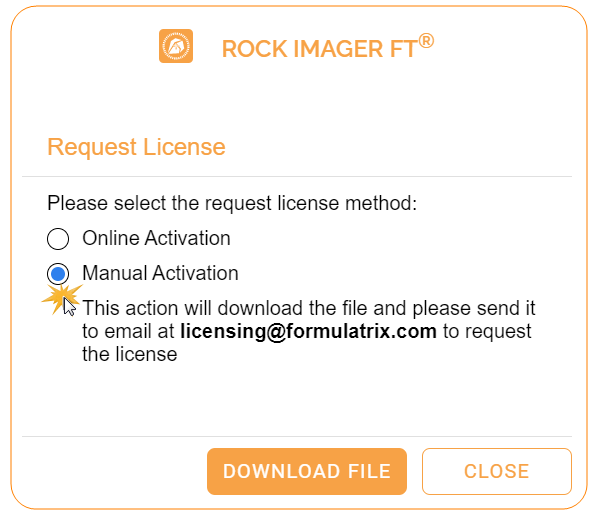 ROCK IMAGER FT®
Request License
Please select the request license method:
Online Activation
Manual Activation
This action will download the file and please send it
to email at licensing@formulatrix.com to request
the license
DOWNLOAD FILE
CLOSE